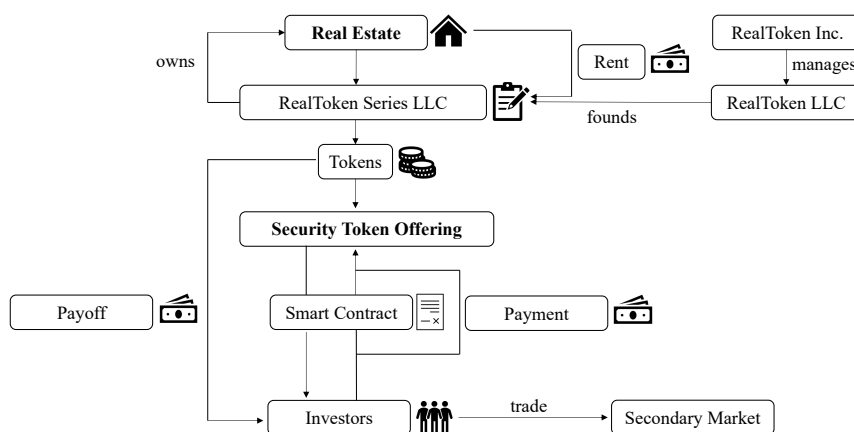 Real Estate
RealToken Inc.
owns
Rent
manages
RealToken Series LLC
RealToken LLC
founds
Tokens
Security Token Offering
Payoff
Smart Contract
Payment
Investors
trade
Secondary Market